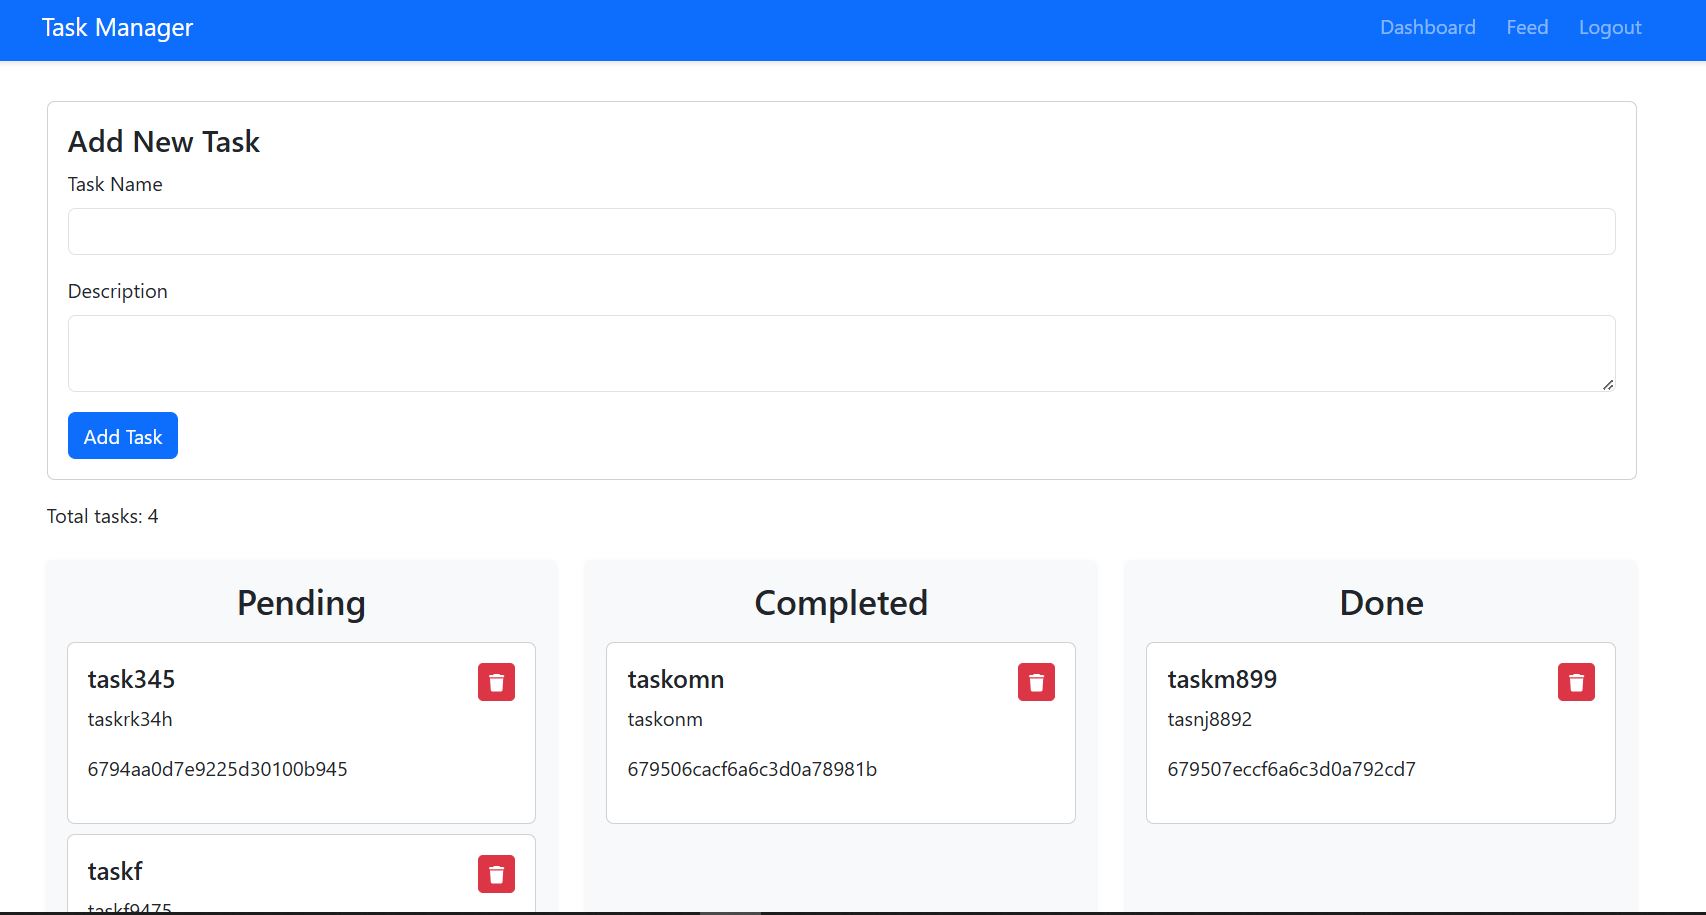 Task Manager
Dashboard Feed Logout
Add New Task
Task Name
Description
Add Task
Total tasks: 4
Pending
task345
taskrk34h
6794aa0d7e9225d30100b945
taskf
taskf9475
Completed
taskomn
taskonm
679506cacf6a6c3d0a78981b
Done
taskm899
tasnj8892
679507eccf6a6c3d0a792cd7